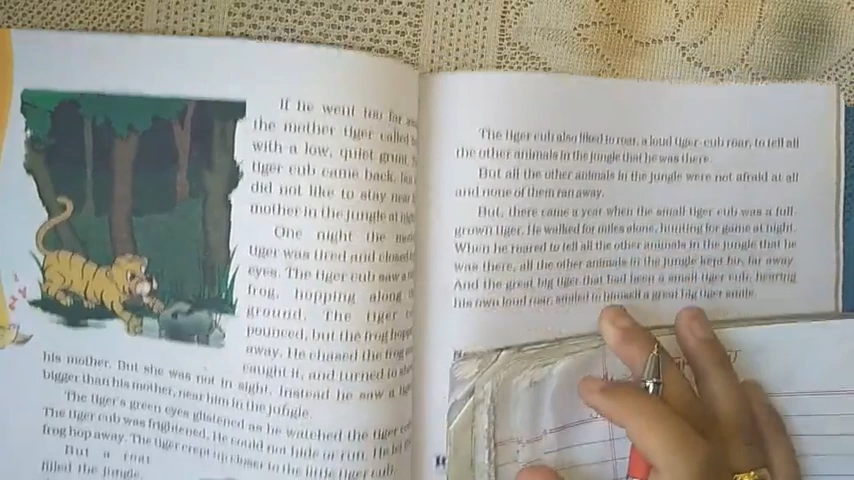 If he went too far
the mother tiger called
with a low, quiet grunt.
tiger cub came back.
did not like to stay near
mother in the jungle at
One night the
tiger was tired and closed
eyes. The tiger cub saw a
frog, hopping along
ground. The tiger
pounced, but the frog
away. He chased the frog
caught it, and turned to
his mother. But she was not in sight. Instead he saw a
bigger than his mother, near him in the jungle.
The tiger's green eyes glistened as he watched the tiger
The tiger cub was frightened. He could not hide or run. He let
frog hop away. The tiger crept up closer to the little tiger cub.
But a
filled the jungle.
The tiger cub also liked to roar, a loud tiger-cub roar, to tell all
the other animals in the jungle that he was there.
But all the other animals in the jungle were not afraid at all
and none of them ran away.
But, there came a year when the small tiger cub was a full
grown tiger. He walked for miles alone, hunting for game at night.
When he roared to tell all the other animals in the jungle that he
was there, all the other animals in the jungle kept far, far away
And the great big tiger that had been a small tiger cub, hearing
his own loud roar, smiled to himself a great big tiger smile.